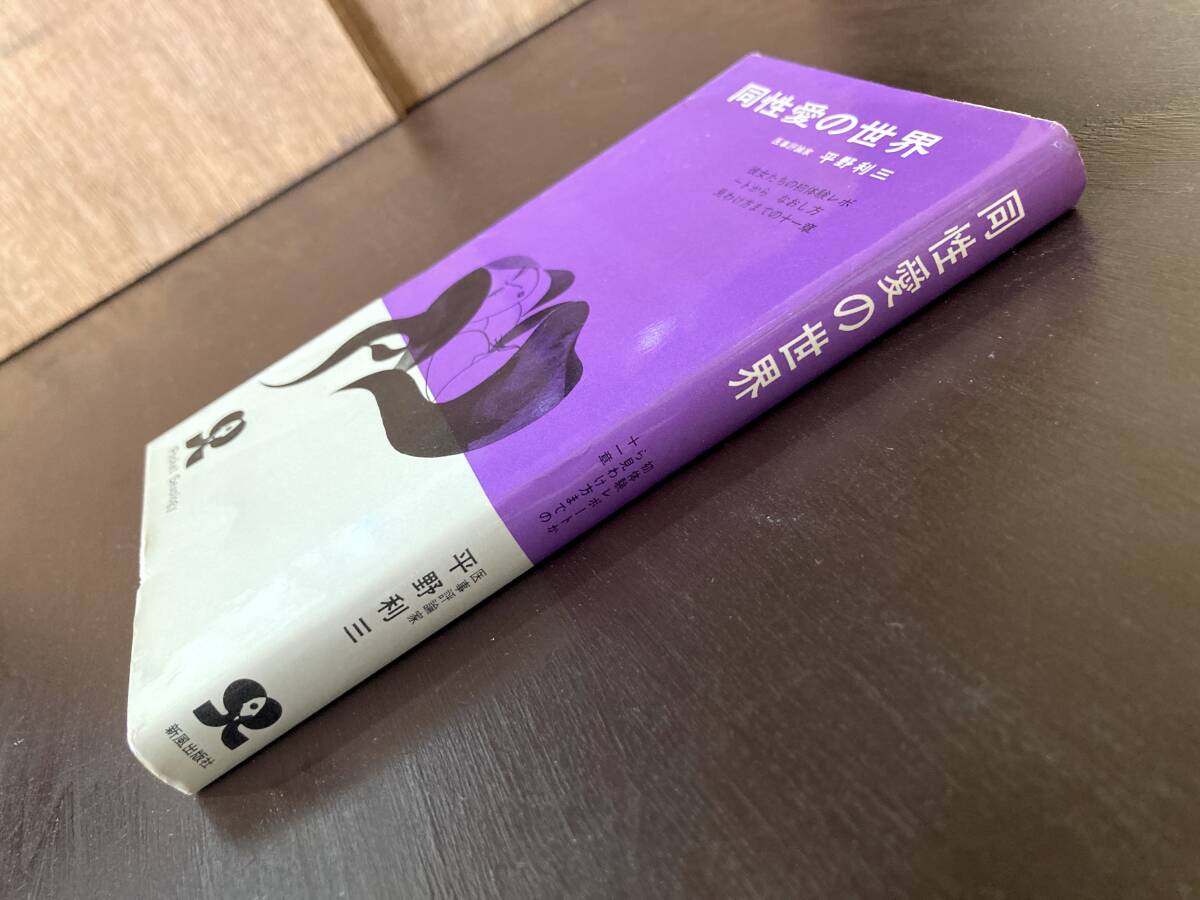 同性愛の世界
医事評論家 平野利三
彼女たちの初体験レポ
ートから なおし方
見わけ方までの十一章
Pocket
同性愛の世界
初体験レポートか
ら見わけ方までの
十一章
医事評論家
平野利三
新風出版社